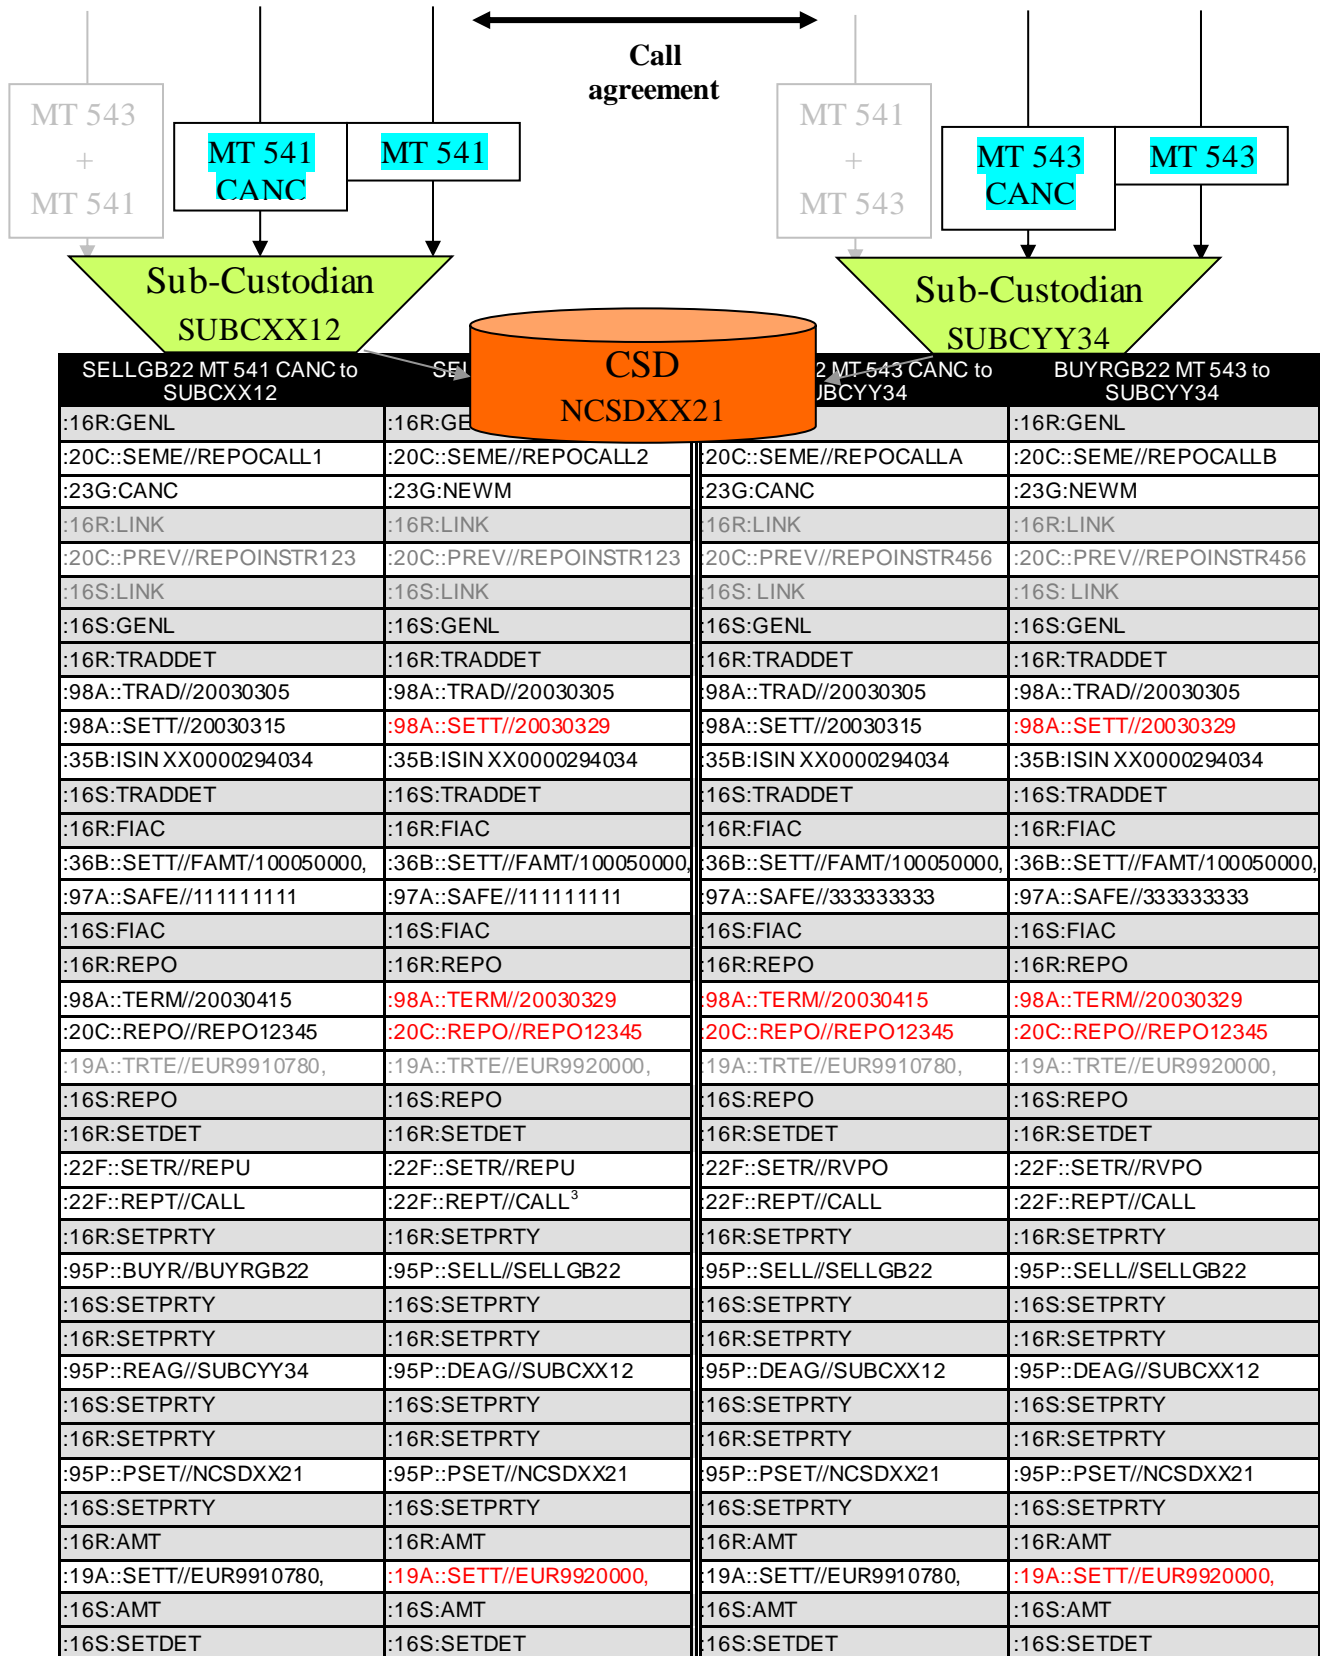 Call
agreement
MT 543
+
MT 541
MT 541
CANC
MT 541
MT 541
+
MT 543
MT 543
CANC
MT 543
Sub-Custodian
SUBCXX12
Sub-Custodian
SUBCYY34
CSD
NCSDXX21
SELLGB22 MT 541 CANC to
SUBCXX12
MT 543 CANC to
BUYRGB22 MT 543 to
SUBCYY34
:16R:GENL :16R:GE :16R:GENL
:20C::SEME//REPOCALL1 :20C::SEME//REPOCALL2 :20C::SEME//REPOCALLA :20C::SEME//REPOCALLB
:23G:CANC :23G:NEWM :23G:CANC :23G:NEWM
:16R:LINK :16R:LINK :16R:LINK :16R:LINK
:20C::PREV//REPOINSTR123 :20C::PREV//REPOINSTR123 :20C::PREV//REPOINSTR456 :20C::PREV//REPOINSTR456
:16S:LINK :16S:LINK :16S: LINK :16S: LINK
:16S:GENL :16S:GENL :16S:GENL :16S:GENL
:16R:TRADDET :16R:TRADDET :16R:TRADDET :16R:TRADDET
:98A::TRAD//20030305 :98A::TRAD//20030305 :98A::TRAD//20030305 :98A::TRAD//20030305
:98A::SETT//20030315 :98A::SETT//20030329 :98A::SETT//20030315 :98A::SETT//20030329
:35B:ISIN XX0000294034 :35B:ISIN XX0000294034 :35B:ISIN XX0000294034 :35B:ISIN XX0000294034
:16S:TRADDET :16S:TRADDET :16S:TRADDET :16S:TRADDET
:16R:FIAC :16R:FIAC :16R:FIAC :16R:FIAC
:36B::SETT//FAMT/100050000, :36B::SETT//FAMT/100050000, :36B::SETT//FAMT/100050000, :36B::SETT//FAMT/100050000,
:97A::SAFE//111111111 :97A::SAFE//111111111 :97A::SAFE//333333333 :97A::SAFE//333333333
:16S:FIAC :16S:FIAC :16S:FIAC :16S:FIAC
:16R:REPO :16R:REPO :16R:REPO :16R:REPO
:98A::TERM//20030415 :98A::TERM//20030329 :98A::TERM//20030415 :98A::TERM//20030329
:20C::REPO//REPO12345 :20C::REPO//REPO12345 :20C::REPO//REPO12345 :20C::REPO//REPO12345
:19A::TRTE//EUR9910780, :19A::TRTE//EUR9920000, :19A::TRTE//EUR9910780, :19A::TRTE//EUR9920000,
:16S:REPO :16S:REPO :16S:REPO :16S:REPO
:16R:SETDET :16R:SETDET :16R:SETDET :16R:SETDET
:22F::SETR//REPU :22F::SETR//REPU :22F::SETR//RVPO :22F::SETR//RVPO
:22F::REPT//CALL :22F::REPT//CALL³ :22F::REPT//CALL :22F::REPT//CALL
:16R:SETPRTY :16R:SETPRTY :16R:SETPRTY :16R:SETPRTY
:95P::BUYR//BUYRGB22 :95P::SELL//SELLGB22 :95P::SELL//SELLGB22 :95P::SELL//SELLGB22
:16S:SETPRTY :16S:SETPRTY :16S:SETPRTY :16S:SETPRTY
:16R:SETPRTY :16R:SETPRTY :16R:SETPRTY :16R:SETPRTY
:95P::REAG//SUBCYY34 :95P::DEAG//SUBCXX12 :95P::DEAG//SUBCXX12 :95P::DEAG//SUBCXX12
:16S:SETPRTY :16S:SETPRTY :16S:SETPRTY :16S:SETPRTY
:16R:SETPRTY :16R:SETPRTY :16R:SETPRTY :16R:SETPRTY
:95P::PSET//NCSDXX21 :95P::PSET//NCSDXX21 :95P::PSET//NCSDXX21 :95P::PSET//NCSDXX21
:16S:SETPRTY :16S:SETPRTY :16S:SETPRTY :16S:SETPRTY
:16R:AMT :16R:AMT :16R:AMT :16R:AMT
:19A::SETT//EUR9910780, :19A::SETT//EUR9920000, :19A::SETT//EUR9910780, :19A::SETT//EUR9920000,
:16S:AMT :16S:AMT :16S:AMT :16S:AMT
:16S:SETDET :16S:SETDET :16S:SETDET :16S:SETDET